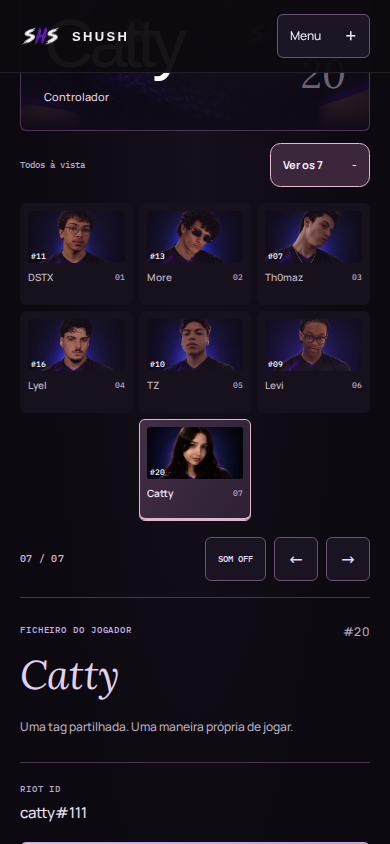 SHS SHUSH
Menu +
Catty
20
Controlador
Todos à vista
Ver os 7 -
#11
DSTX 01
#13
More 02
#07
Th0maz 03
#16
Lyel 04
#10
TZ 05
#09
Levi 06
#20
Catty 07
07 / 07
SOM OFF
← →
FICHEIRO DO JOGADOR
#20
Catty
Uma tag partilhada. Uma maneira própria de jogar.
RIOT ID
catty#111